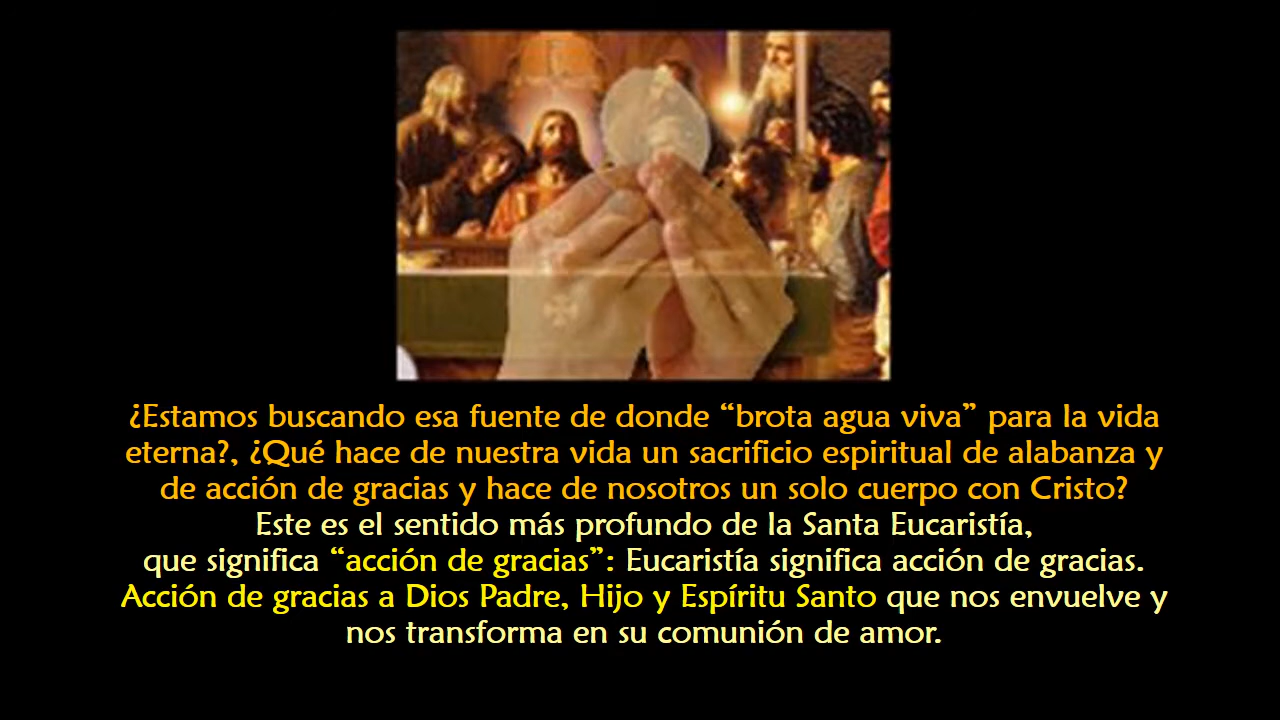 ¿Estamos buscando esa fuente de donde “brota agua viva” para la vida
eterna?, ¿Qué hace de nuestra vida un sacrificio espiritual de alabanza y
de acción de gracias y hace de nosotros un solo cuerpo con Cristo?
Este es el sentido más profundo de la Santa Eucaristía,
que significa “acción de gracias”: Eucaristía significa acción de gracias.
Acción de gracias a Dios Padre, Hijo y Espíritu Santo que nos envuelve y
nos transforma en su comunión de amor.